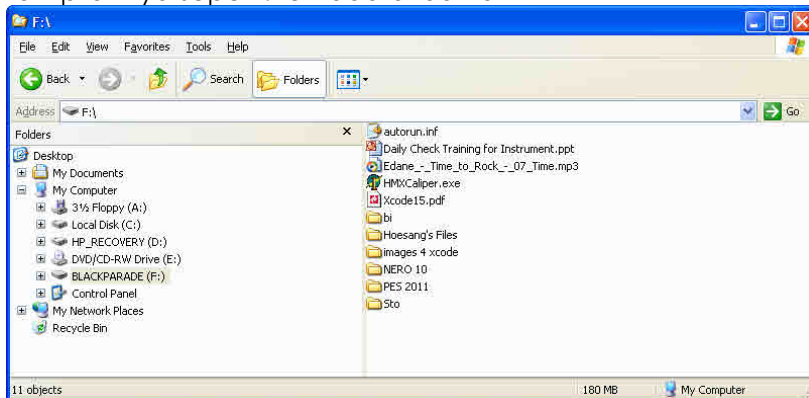 F:\
File Edit View Favorites Tools Help
Back Search Folders
Address F:\ Go
Folders
Desktop
My Documents
My Computer
3½ Floppy (A:)
Local Disk (C:)
HP_RECOVERY (D:)
DVD/CD-RW Drive (E:)
BLACKPARADE (F:)
Control Panel
My Network Places
Recycle Bin
autorun.inf
Daily Check Training for Instrument.ppt
Edane_-_Time_to_Rock_-_07_Time.mp3
HMXCaliper.exe
Xcode15.pdf
bi
Hoesang's Files
images 4 xcode
NERO 10
PES 2011
Sto
11 objects 180 MB My Computer